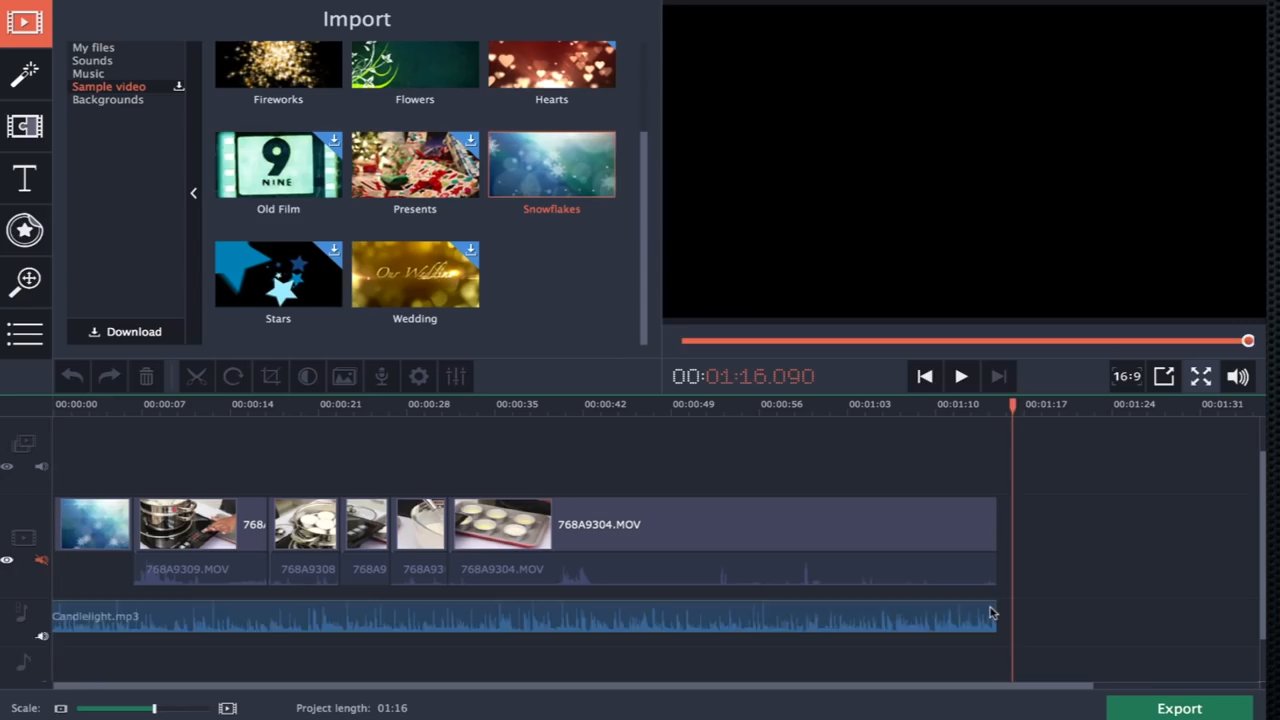 Import
My files
Sounds
Music
Sample video
Backgrounds
Download
Fireworks
Flowers
Hearts
9
NINE
Old Film
Presents
Snowflakes
Our Wedding
Stars
Wedding
T
00:01:16.090
16:9
00:00:00 00:00:07 00:00:14 00:00:21 00:00:28 00:00:35 00:00:42 00:00:49 00:00:56 00:01:03 00:01:10 00:01:17 00:01:24 00:01:31
768A 768A9304.MOV
768A9309.MOV 768A9308 768A9 768A93 768A9304.MOV
Candlelight.mp3
Scale: Project length: 01:16 Export